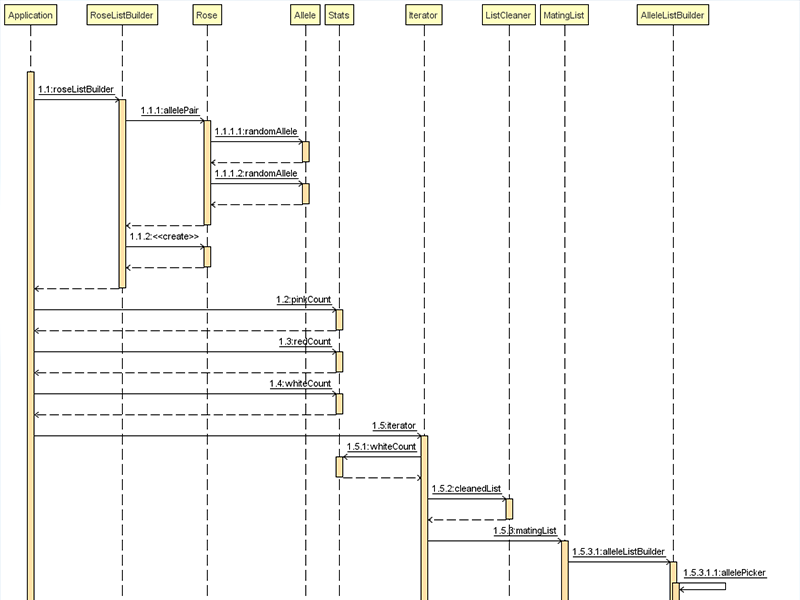 Application RoseListBuilder Rose Allele Stats Iterator ListCleaner MatingList AlleleListBuilder
1.1:roseListBuilder
1.1.1:allelePair
1.1.1.1:randomAllele
1.1.1.2:randomAllele
1.1.2:<<create>>
1.2:pinkCount
1.3:redCount
1.4:whiteCount
1.5:iterator
1.5.1:whiteCount
1.5.2:cleanedList
1.5.3:matingList
1.5.3.1:alleleListBuilder
1.5.3.1.1:allelePicker